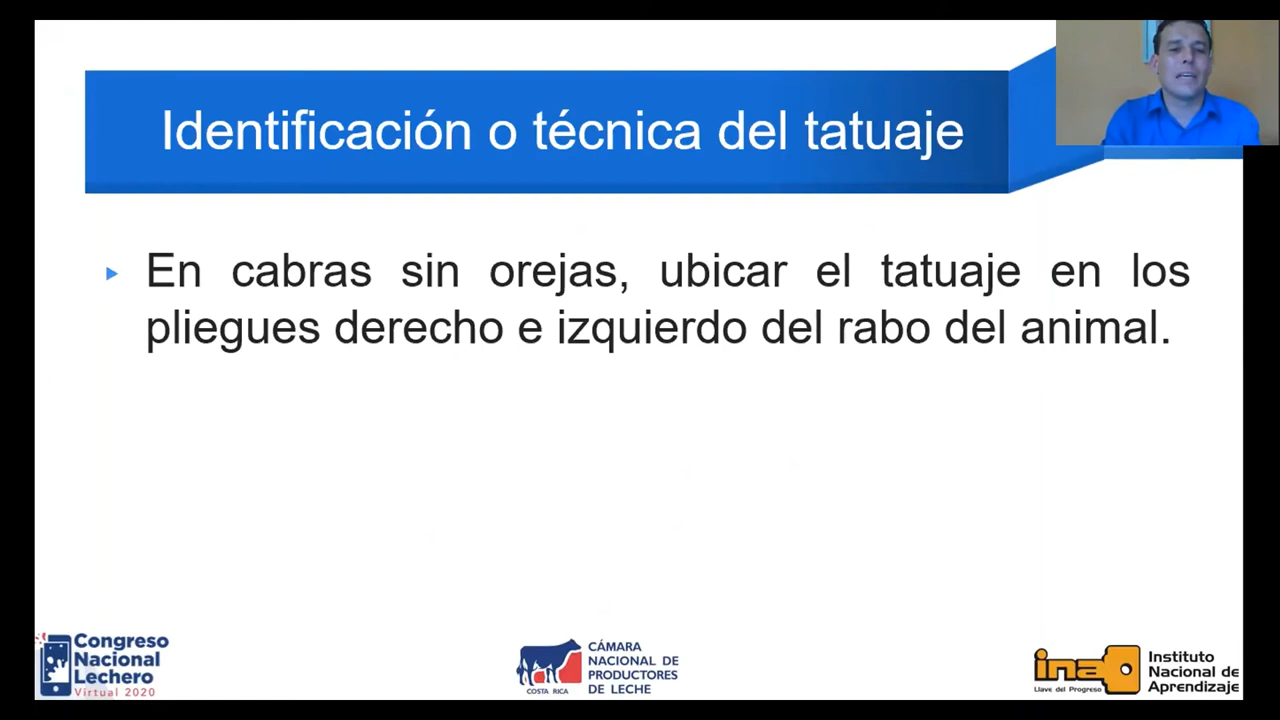 Identificación o técnica del tatuaje
En cabras sin orejas, ubicar el tatuaje en los
pliegues derecho e izquierdo del rabo del animal.
Congreso
Nacional
Lechero
Virtual 2020
COSTA RICA
CÁMARA
NACIONAL DE
PRODUCTORES
DE LECHE
ina
Llave del Progreso
Instituto
Nacional de
Aprendizaje